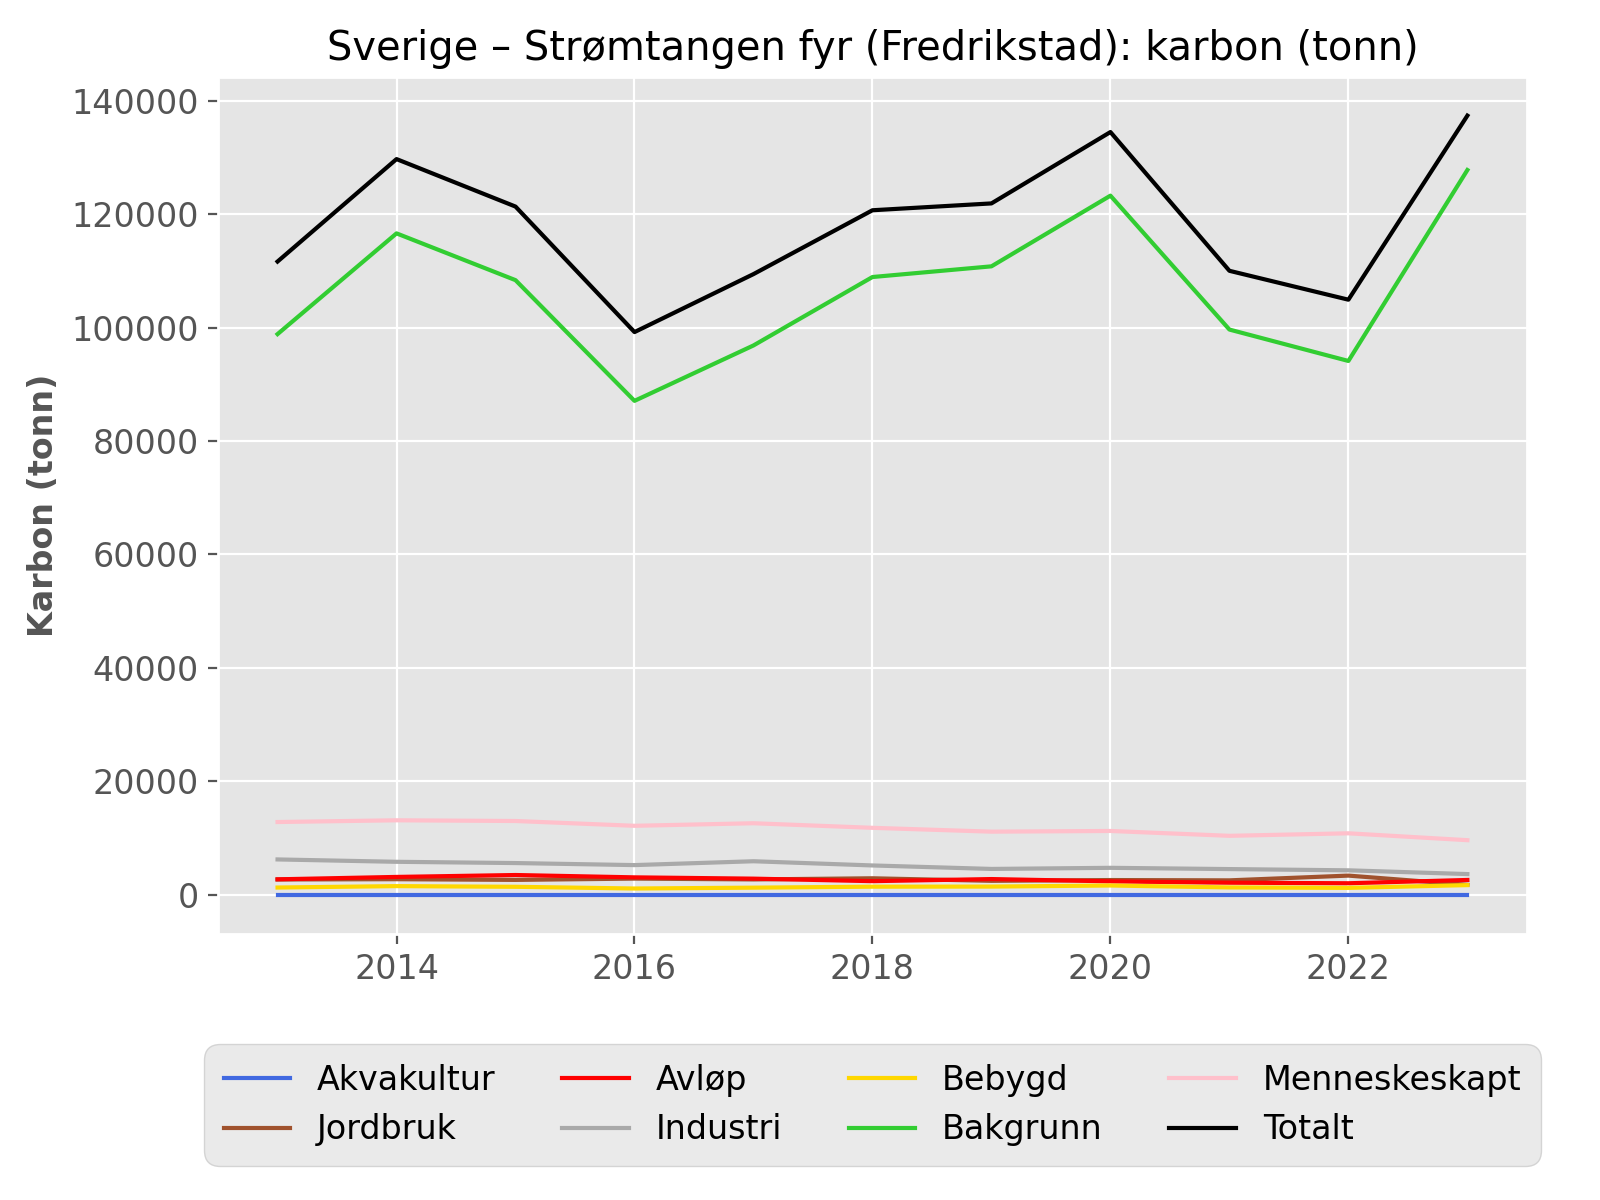 Sverige – Strømtangen fyr (Fredrikstad): karbon (tonn)
Karbon (tonn)
140000
120000
100000
80000
60000
40000
20000
0
2014 2016 2018 2020 2022
Akvakultur Avløp Bebygd Menneskeskapt
Jordbruk Industri Bakgrunn Totalt